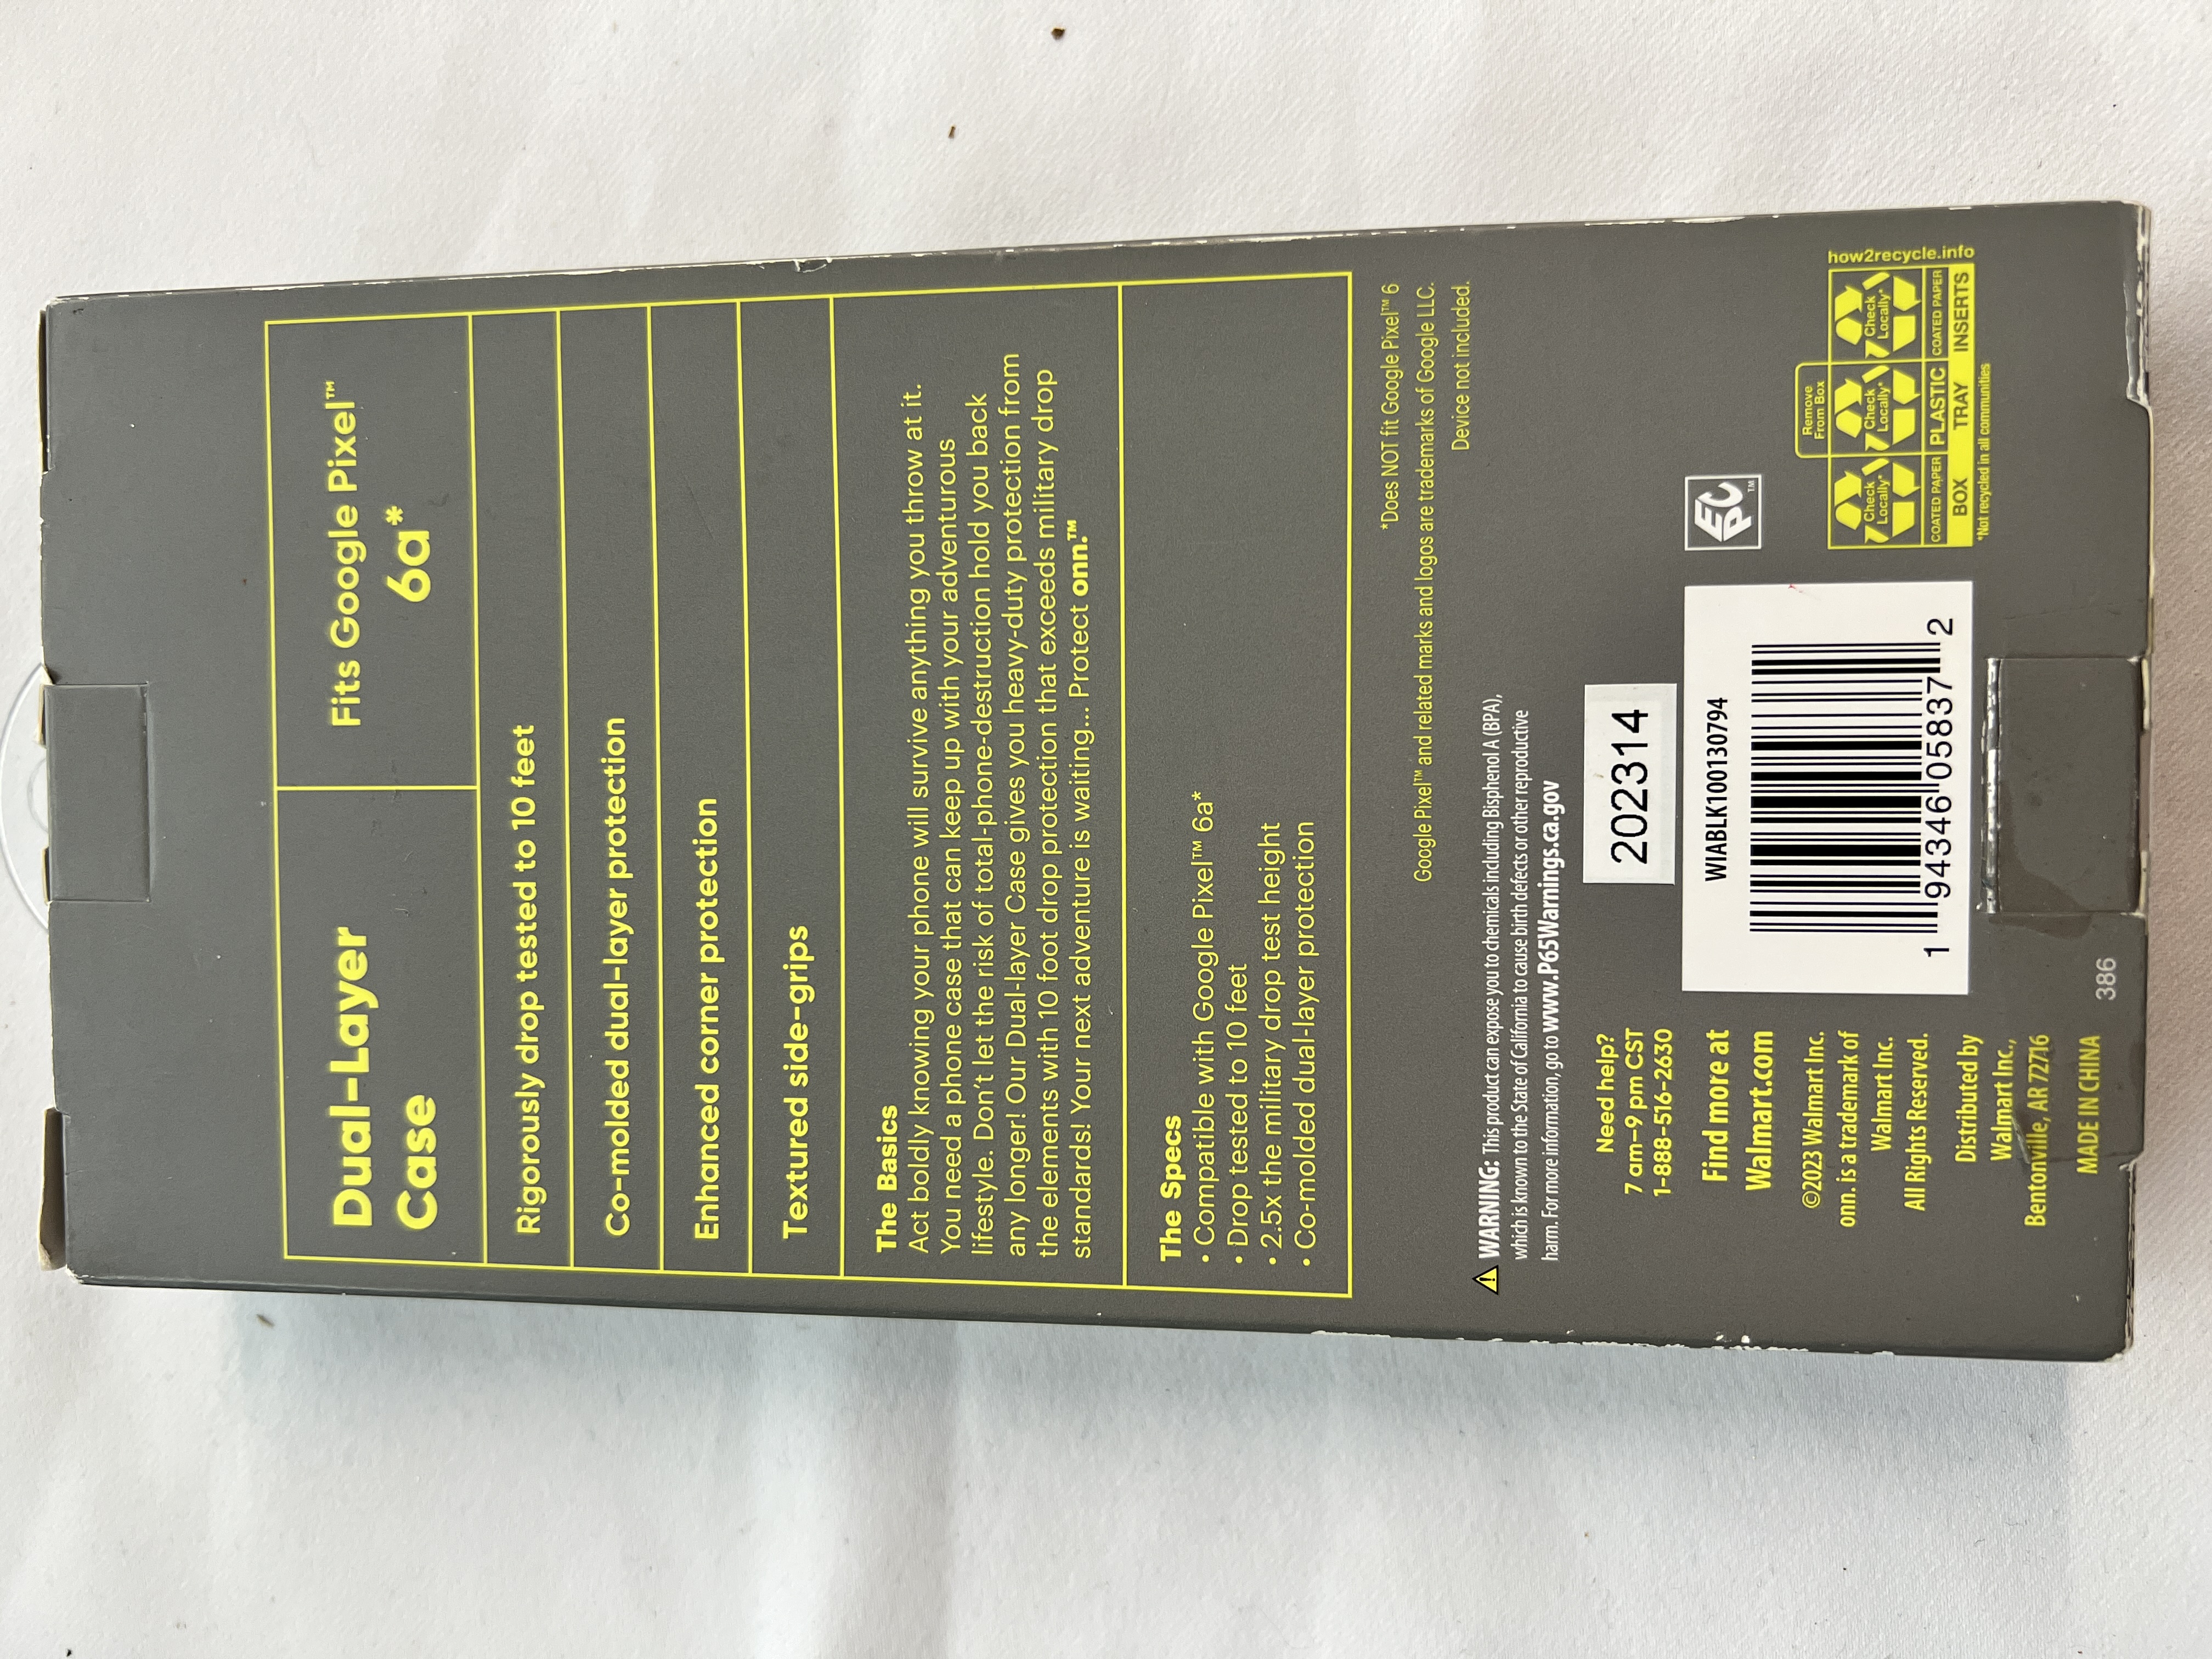 Dual-Layer
Case
Fits Google Pixel™
6a*
Rigorously drop tested to 10 feet
Co-molded dual-layer protection
Enhanced corner protection
Textured side-grips
The Basics
Act boldly knowing your phone will survive anything you throw at it.
You need a phone case that can keep up with your adventurous
lifestyle. Don't let the risk of total-phone-destruction hold you back
any longer! Our Dual-layer Case gives you heavy-duty protection from
the elements with 10 foot drop protection that exceeds military drop
standards! Your next adventure is waiting... Protect onn.™
The Specs
• Compatible with Google Pixel™ 6a*
• Drop tested to 10 feet
• 2.5x the military drop test height
• Co-molded dual-layer protection
*Does NOT fit Google Pixel™ 6
Google Pixel™ and related marks and logos are trademarks of Google LLC.
Device not included.
WARNING: This product can expose you to chemicals including Bisphenol A (BPA),
which is known to the State of California to cause birth defects or other reproductive
harm. For more information, go to www.P65Warnings.ca.gov
Need help?
7 am–9 pm CST
1-888-516-2630
Find more at
Walmart.com
©2023 Walmart Inc.
onn. is a trademark of
Walmart Inc.
All Rights Reserved.
Distributed by
Walmart Inc.,
Bentonville, AR 72716
MADE IN CHINA
386
202314
WIABLK100130794
1 94346 05837 2
EPC TM
how2recycle.info
Remove
From Box
Check
Locally*
Check
Locally*
Check
Locally*
COATED PAPER
PLASTIC
COATED PAPER
BOX
TRAY
INSERTS
*Not recycled in all communities